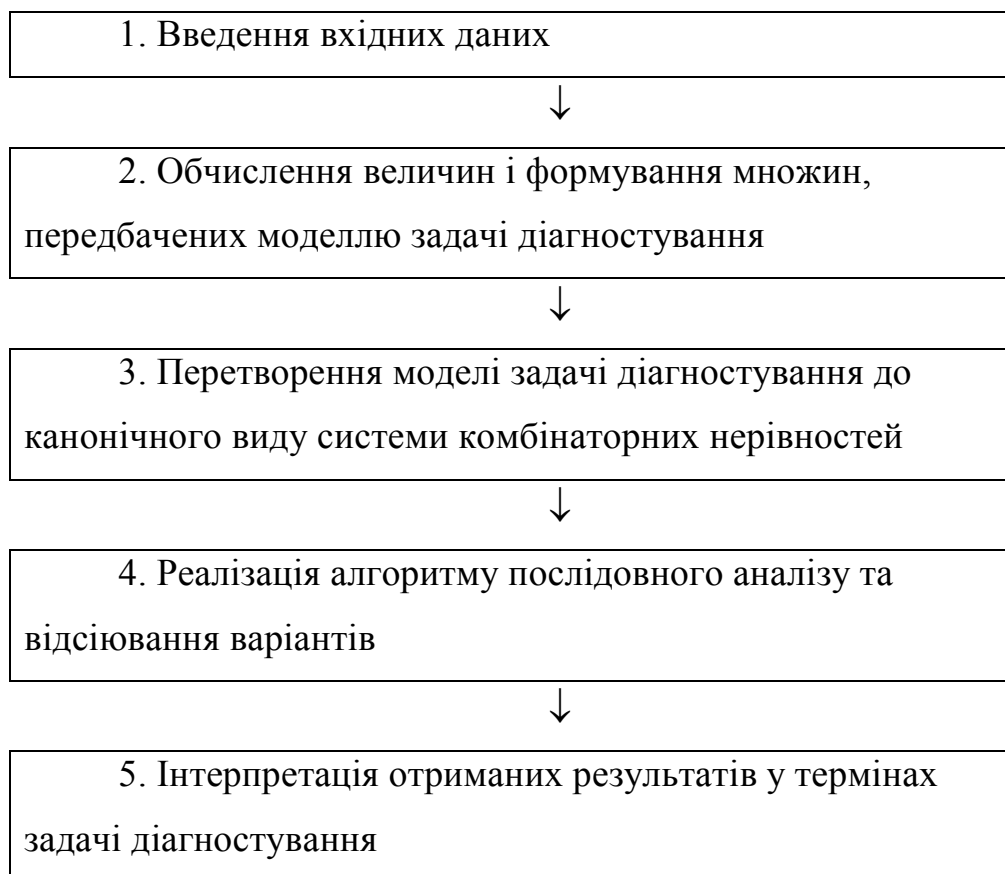 1. Введення вхідних даних
↓
2. Обчислення величин і формування множин,
передбачених моделлю задачі діагностування
↓
3. Перетворення моделі задачі діагностування до
канонічного виду системи комбінаторних нерівностей
↓
4. Реалізація алгоритму послідовного аналізу та
відсіювання варіантів
↓
5. Інтерпретація отриманих результатів у термінах
задачі діагностування